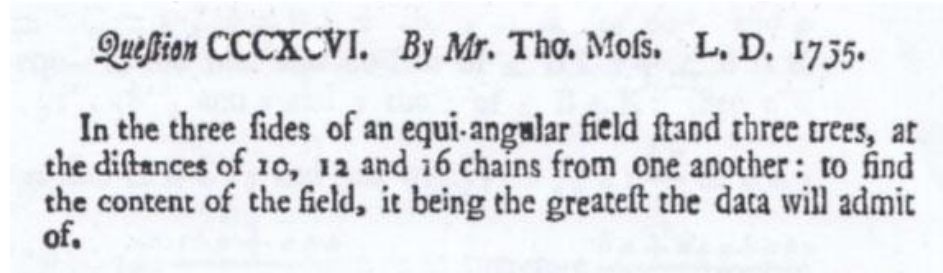 Queſtion CCCXCVI. By Mr. Tho. Moſs. L. D. 1735.
In the three ſides of an equi-angular field ſtand three trees, at
the diſtances of 10, 12 and 16 chains from one another: to find
the content of the field, it being the greateſt the data will admit
of.